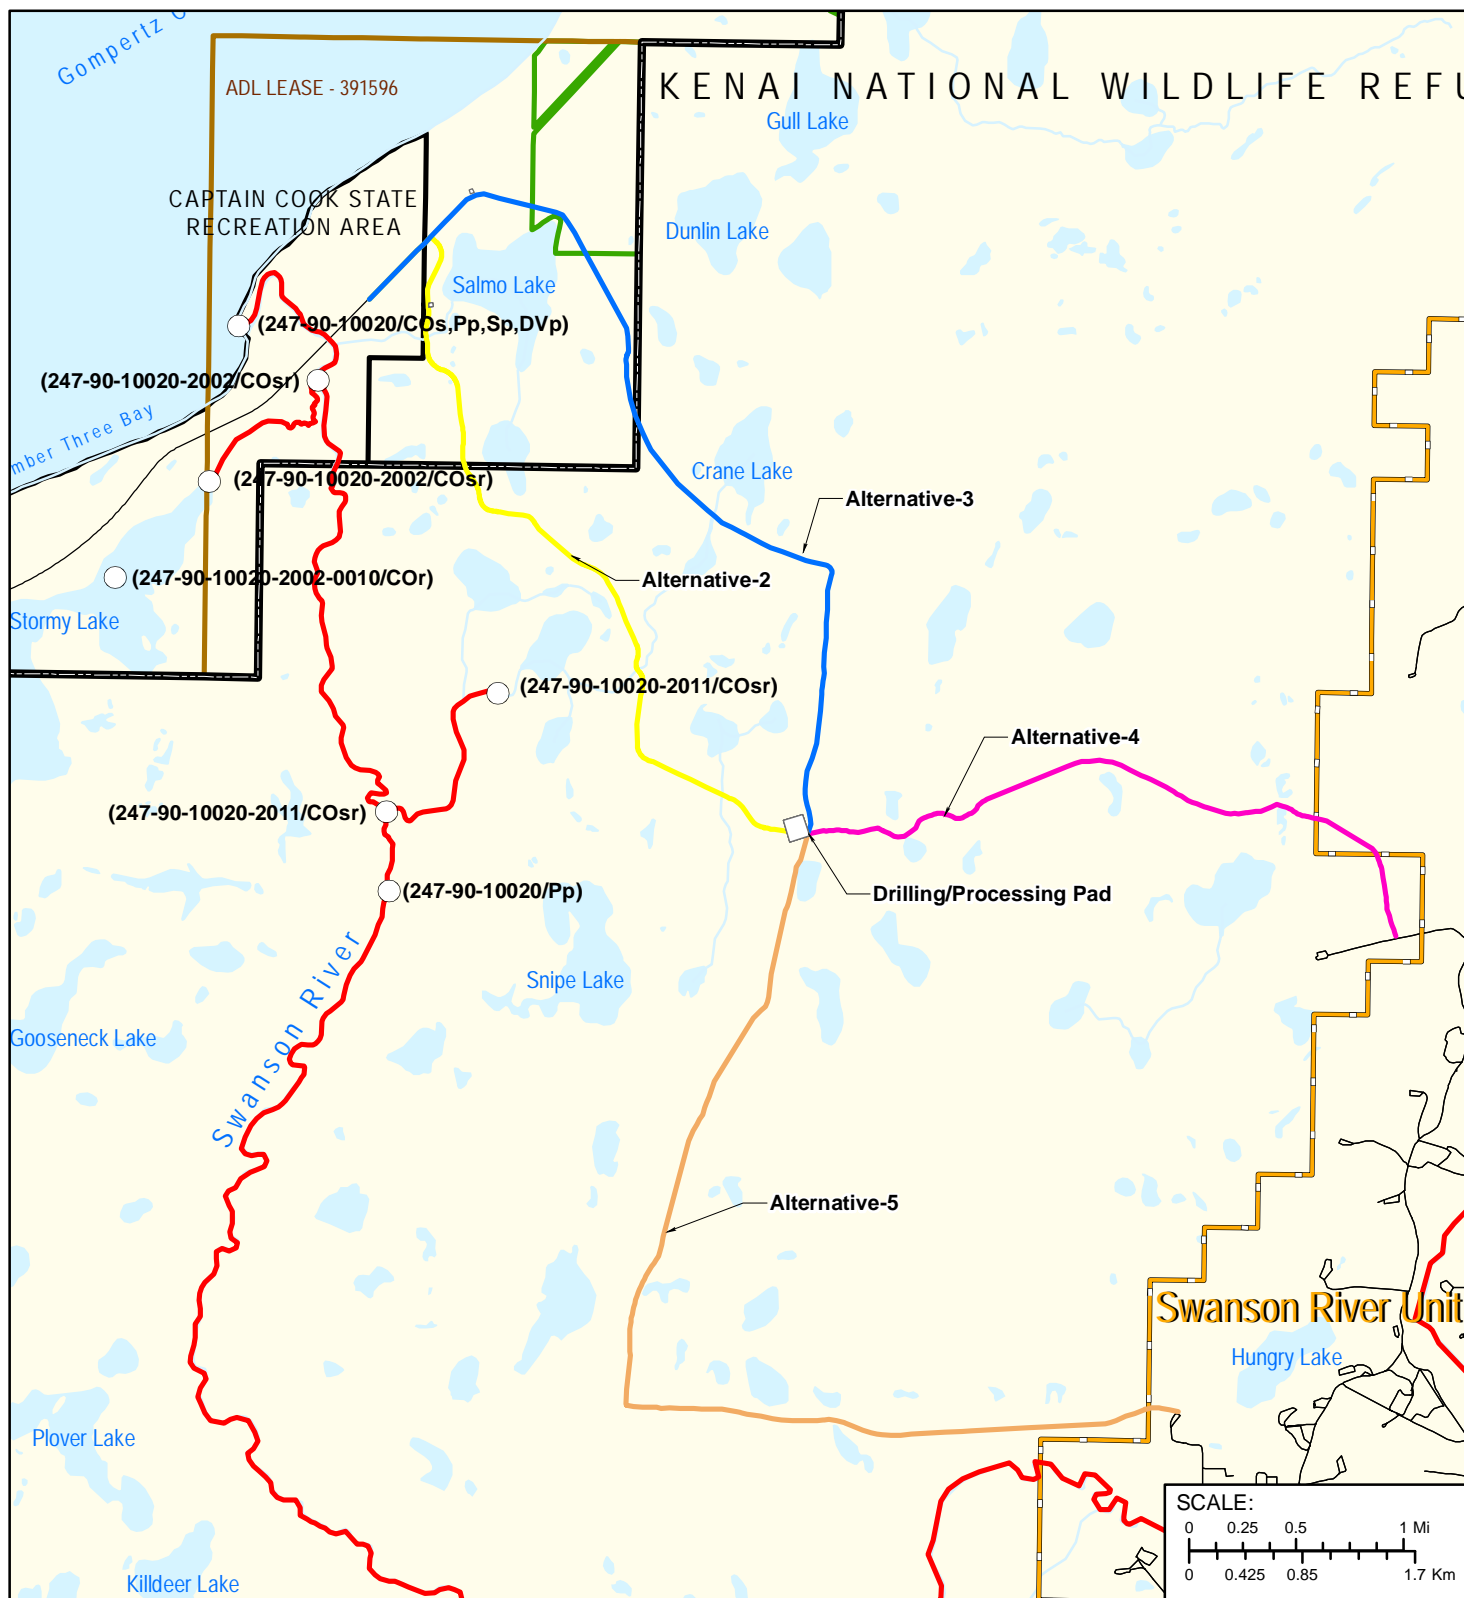 Gompertz C
ADL LEASE - 391596
KENAI NATIONAL WILDLIFE REFU
Gull Lake
CAPTAIN COOK STATE
RECREATION AREA
Dunlin Lake
Salmo Lake
(247-90-10020/COs,Pp,Sp,DVp)
(247-90-10020-2002/COsr)
mber Three Bay
Crane Lake
(247-90-10020-2002/COsr)
Alternative-3
(247-90-10020-2002-0010/COr)
Alternative-2
Stormy Lake
(247-90-10020-2011/COsr)
Alternative-4
(247-90-10020-2011/COsr)
(247-90-10020/Pp)
Drilling/Processing Pad
Snipe Lake
Swanson River
Gooseneck Lake
Alternative-5
Swanson River Unit
Hungry Lake
Plover Lake
Killdeer Lake
SCALE:
0 0.25 0.5 1 Mi
0 0.425 0.85 1.7 Km